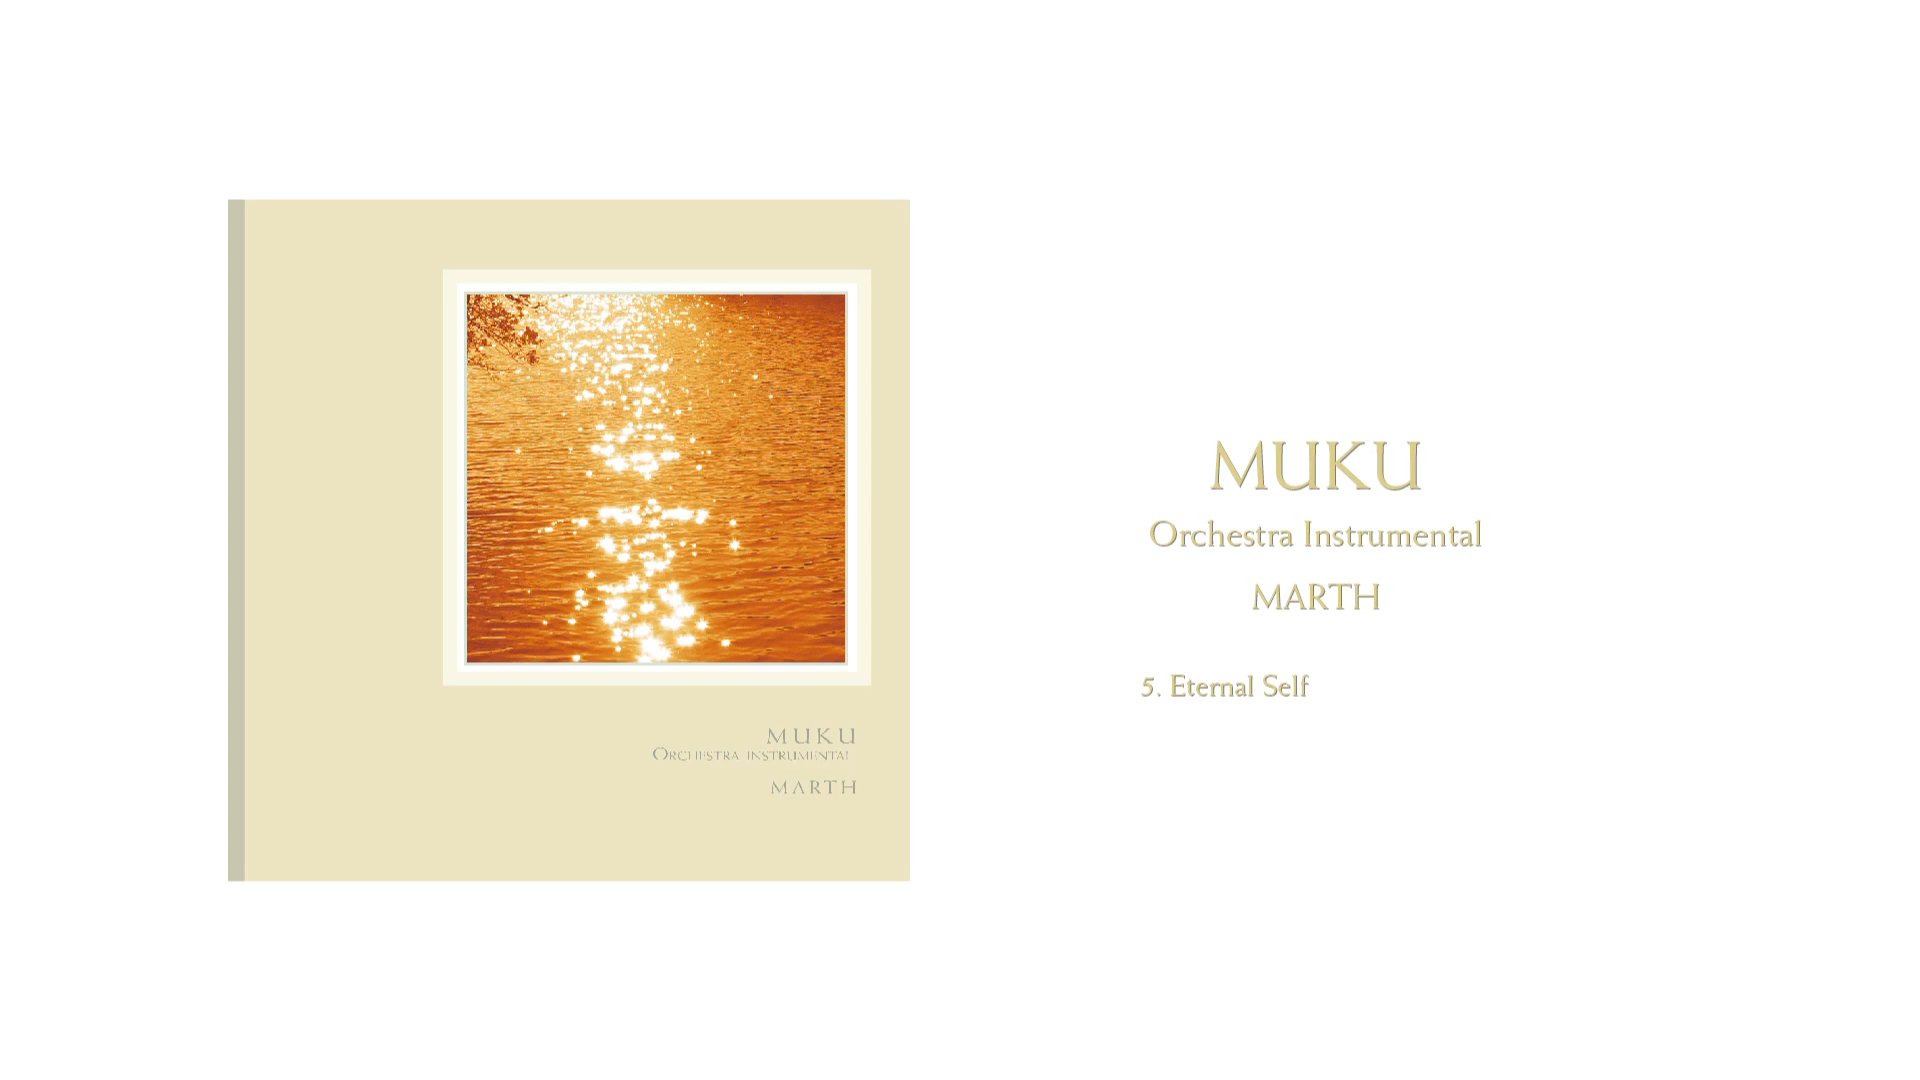 MUKU
ORCHESTRA INSTRUMENTAL
MARTH
MUKU
Orchestra Instrumental
MARTH
5. Eternal Self